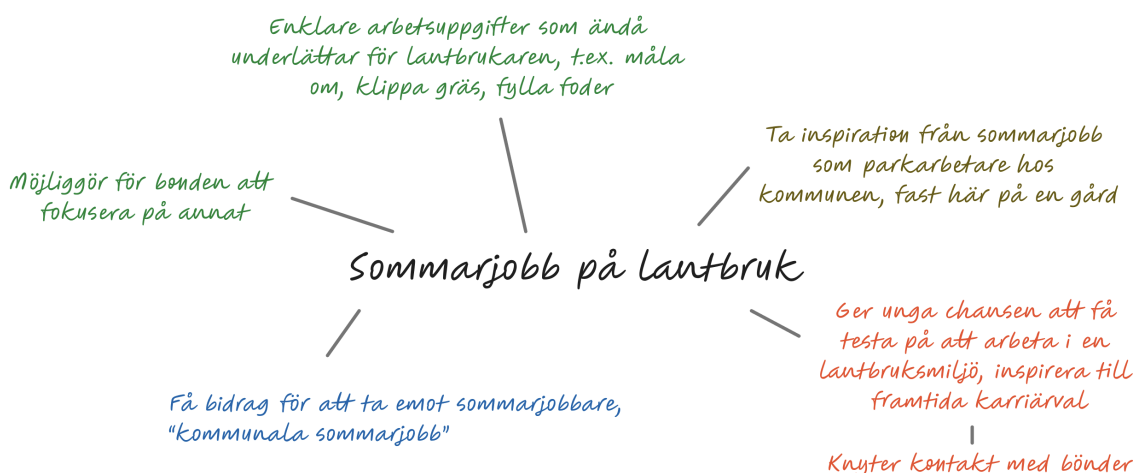 Enklare arbetsuppgifter som ändå
underlättar för lantbrukaren, t.ex. måla
om, klippa gräs, fylla foder
Ta inspiration från sommarjobb
som parkarbetare hos
kommunen, fast här på en gård
Möjliggör för bonden att
fokusera på annat
Sommarjobb på lantbruk
Ger unga chansen att få
testa på att arbeta i en
lantbruksmiljö, inspirera till
framtida karriärval
Få bidrag för att ta emot sommarjobbare,
"kommunala sommarjobb"
Knyter kontakt med bönder